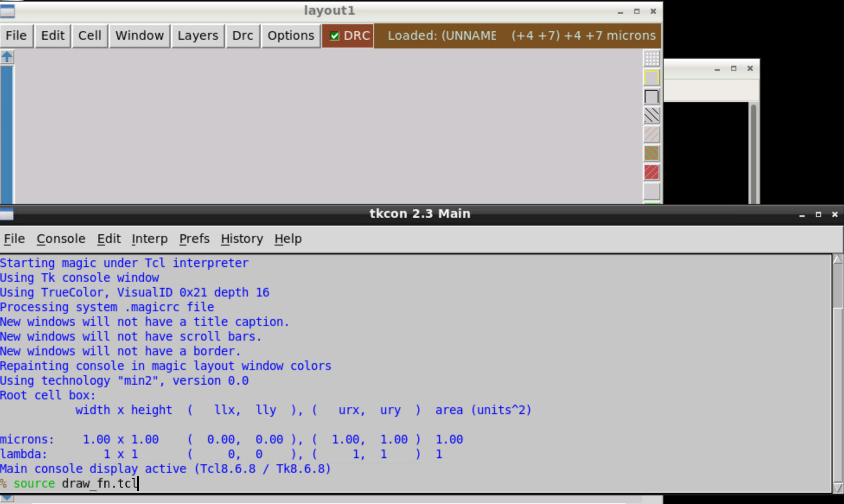 layout1
File Edit Cell Window Layers Drc Options DRC Loaded: (UNNAME (+4 +7) +4 +7 microns
tkcon 2.3 Main
File Console Edit Interp Prefs History Help
Starting magic under Tcl interpreter
Using Tk console window
Using TrueColor, VisualID 0x21 depth 16
Processing system .magicrc file
New windows will not have a title caption.
New windows will not have scroll bars.
New windows will not have a border.
Repainting console in magic layout window colors
Using technology "min2", version 0.0
Root cell box:
width x height ( llx, lly ), ( urx, ury ) area (units^2)
microns: 1.00 x 1.00 ( 0.00, 0.00 ), ( 1.00, 1.00 ) 1.00
lambda: 1 x 1 ( 0, 0 ), ( 1, 1 ) 1
Main console display active (Tcl8.6.8 / Tk8.6.8)
% source draw_fn.tcl